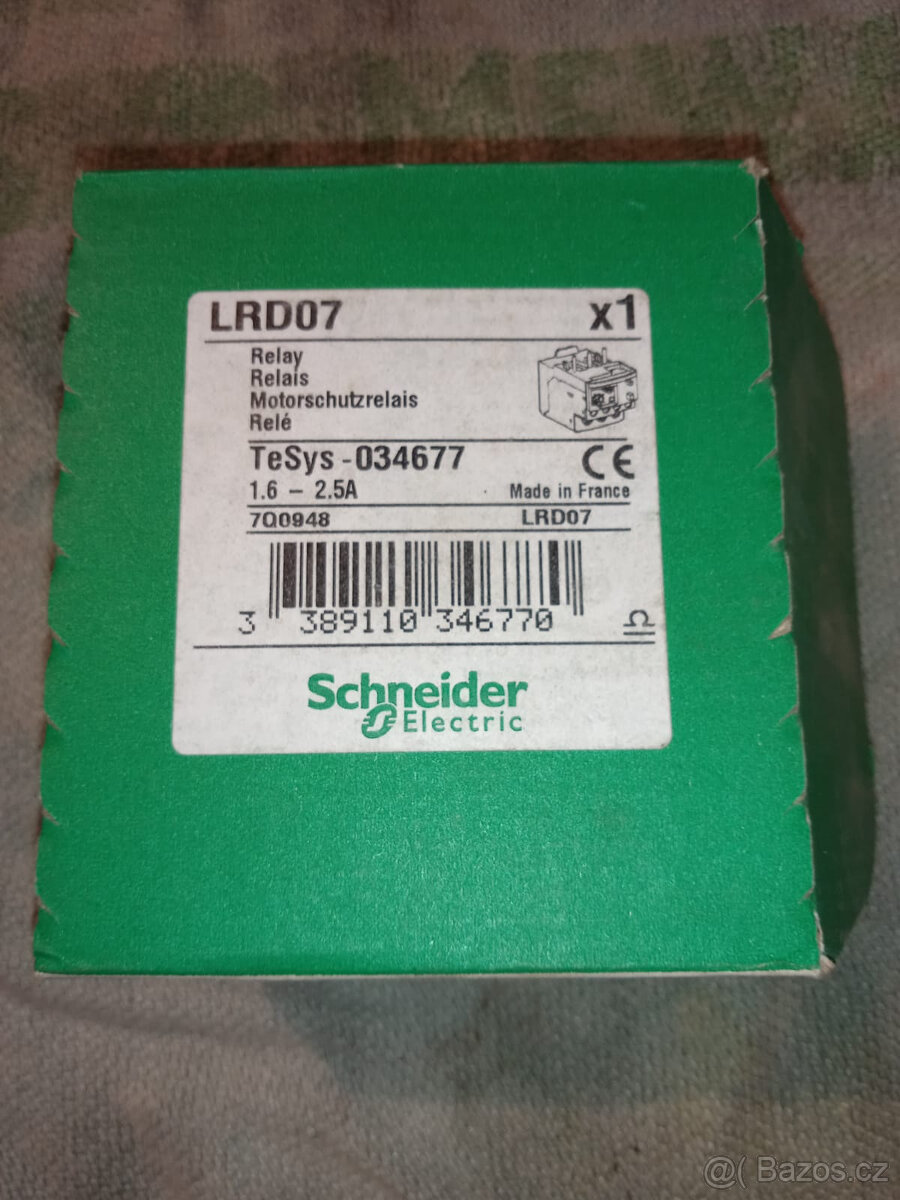 LRD07 x1
Relay
Relais
Motorschutzrelais
Relé
TeSys - 034677 CE
1.6 – 2.5A Made in France
7Q0948 LRD07
3 389110 346770
Schneider
Electric
@( Bazos.cz